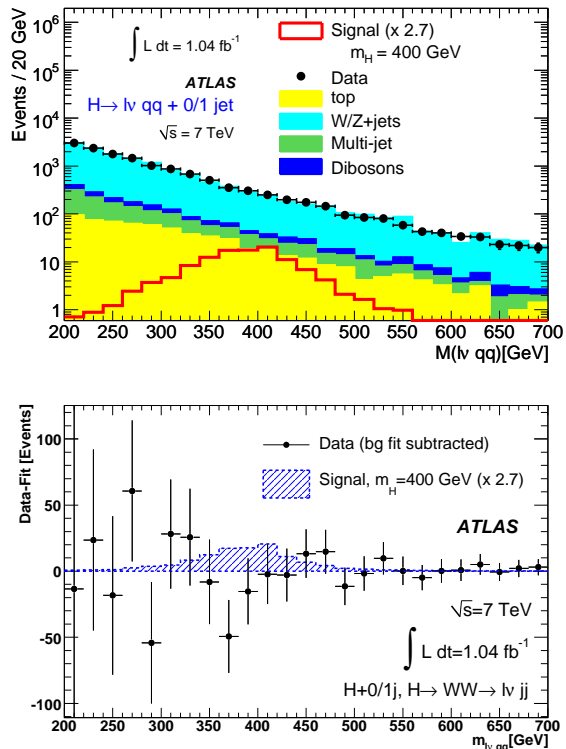 Events / 20 GeV
10^6
10^5
10^4
10^3
10^2
10
1
∫ L dt = 1.04 fb^-1
ATLAS
H→ lν qq + 0/1 jet
√s = 7 TeV
Signal (x 2.7)
m_H = 400 GeV
Data
top
W/Z+jets
Multi-jet
Dibosons
200 250 300 350 400 450 500 550 600 650 700
M(lν qq)[GeV]
Data-Fit [Events]
100
50
0
-50
-100
Data (bg fit subtracted)
Signal, m_H=400 GeV (x 2.7)
ATLAS
√s=7 TeV
∫ L dt=1.04 fb^-1
H+0/1j, H→ WW→ lν jj
200 250 300 350 400 450 500 550 600 650 700
m_lν qq[GeV]